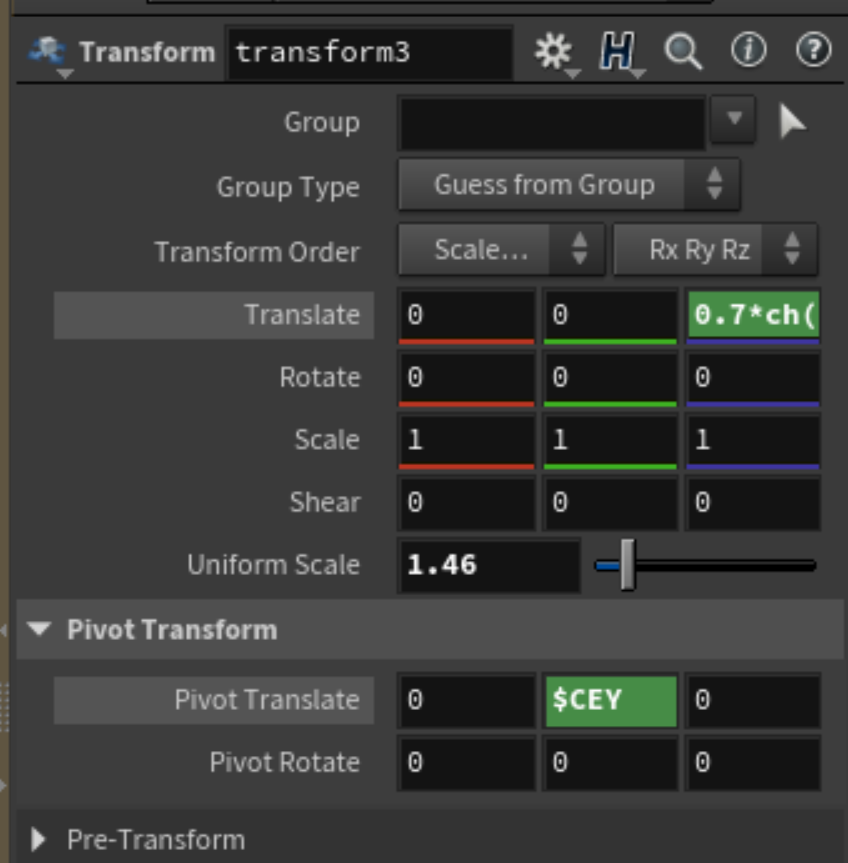 Transform transform3
Group
Group Type Guess from Group
Transform Order Scale... Rx Ry Rz
Translate 0 0 0.7*ch(
Rotate 0 0 0
Scale 1 1 1
Shear 0 0 0
Uniform Scale 1.46
Pivot Transform
Pivot Translate 0 $CEY 0
Pivot Rotate 0 0 0
Pre-Transform